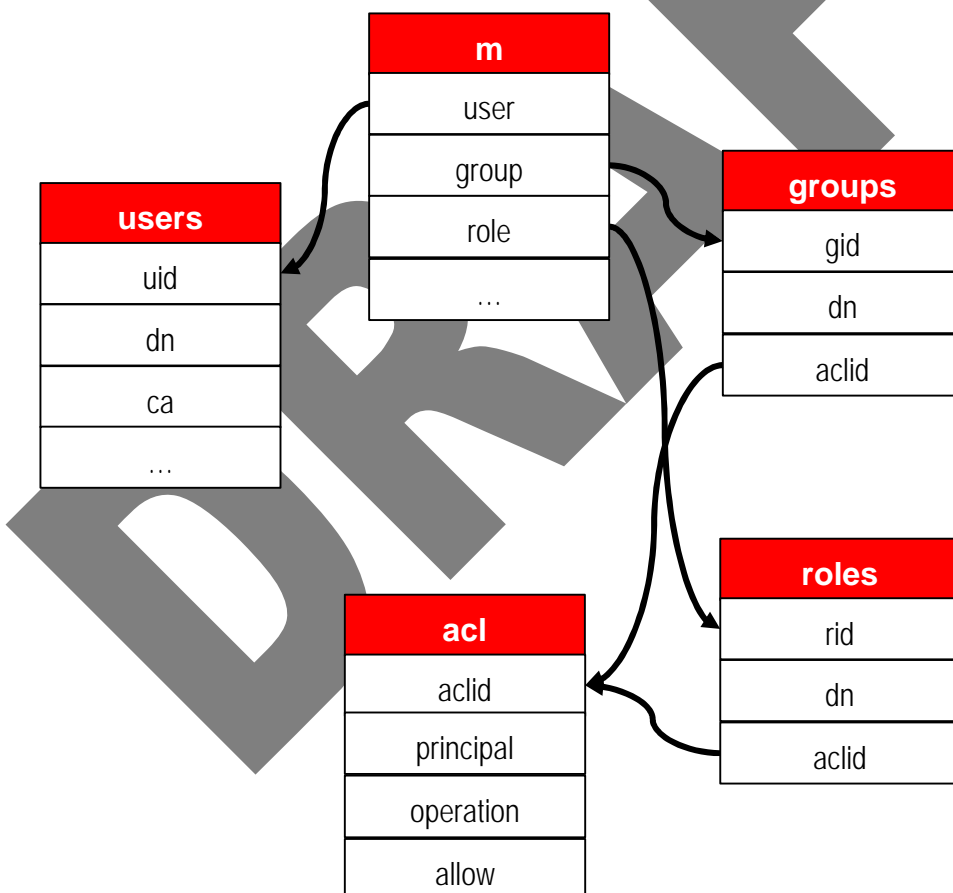 m
user
group
role
…
users
uid
dn
ca
…
groups
gid
dn
aclid
acl
aclid
principal
operation
allow
roles
rid
dn
aclid